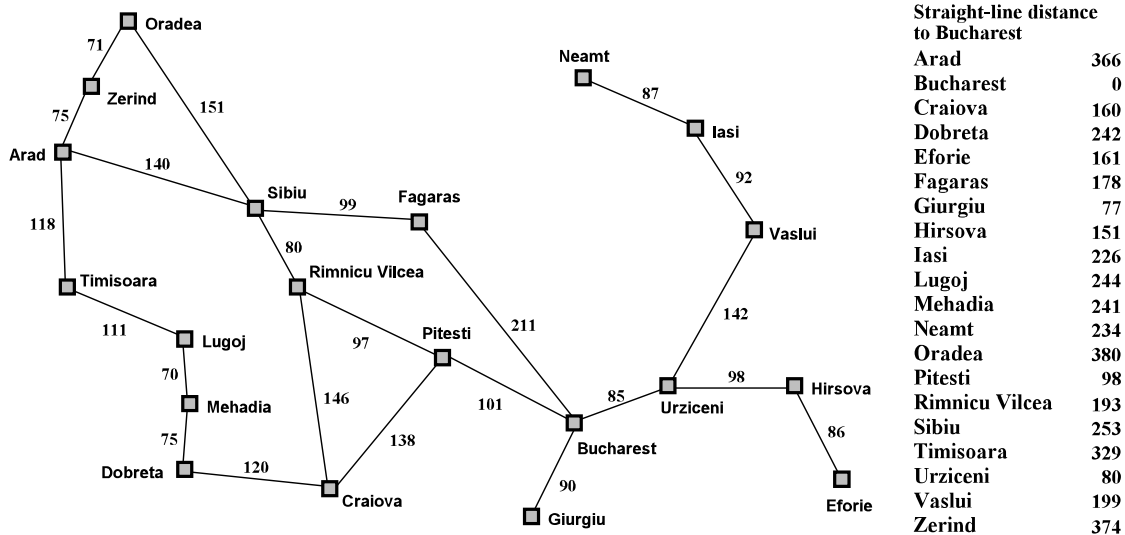 Oradea
71
Neamt
87
Zerind
151
75
Iasi
Arad
140
92
Sibiu
99
Fagaras
118
Vaslui
80
Timisoara
Rimnicu Vilcea
142
111
211
Lugoj
97
Pitesti
70
98
Hirsova
146
85
Urziceni
Mehadia
101
86
75
138
Bucharest
120
Dobreta
90
Craiova
Eforie
Giurgiu
Straight-line distance
to Bucharest
Arad 366
Bucharest 0
Craiova 160
Dobreta 242
Eforie 161
Fagaras 178
Giurgiu 77
Hirsova 151
Iasi 226
Lugoj 244
Mehadia 241
Neamt 234
Oradea 380
Pitesti 98
Rimnicu Vilcea 193
Sibiu 253
Timisoara 329
Urziceni 80
Vaslui 199
Zerind 374